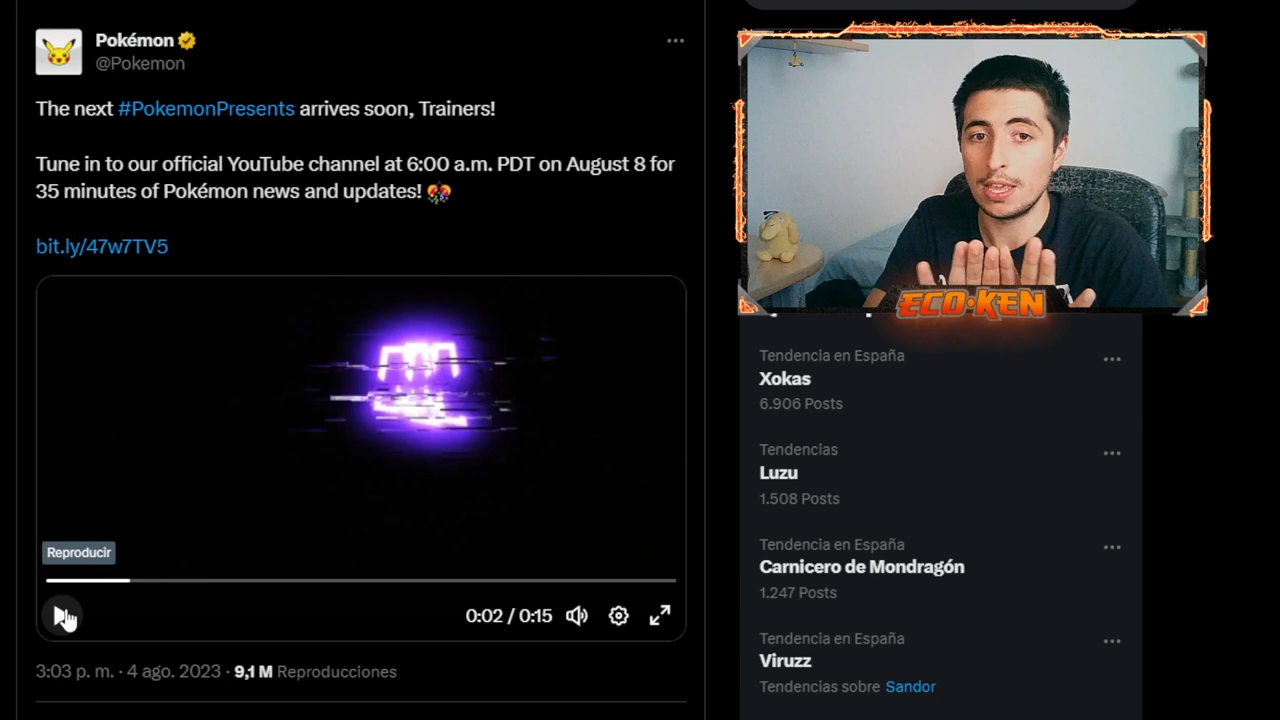 Pokémon
@Pokemon
The next #PokemonPresents arrives soon, Trainers!
Tune in to our official YouTube channel at 6:00 a.m. PDT on August 8 for
35 minutes of Pokémon news and updates!
bit.ly/47w7TV5
Reproducir
0:02 / 0:15
3:03 p. m. · 4 ago. 2023 · 9,1 M Reproducciones
ECO·KEN
Tendencia en España
Xokas
6.906 Posts
Tendencias
Luzu
1.508 Posts
Tendencia en España
Carnicero de Mondragón
1.247 Posts
Tendencia en España
Viruzz
Tendencias sobre Sandor